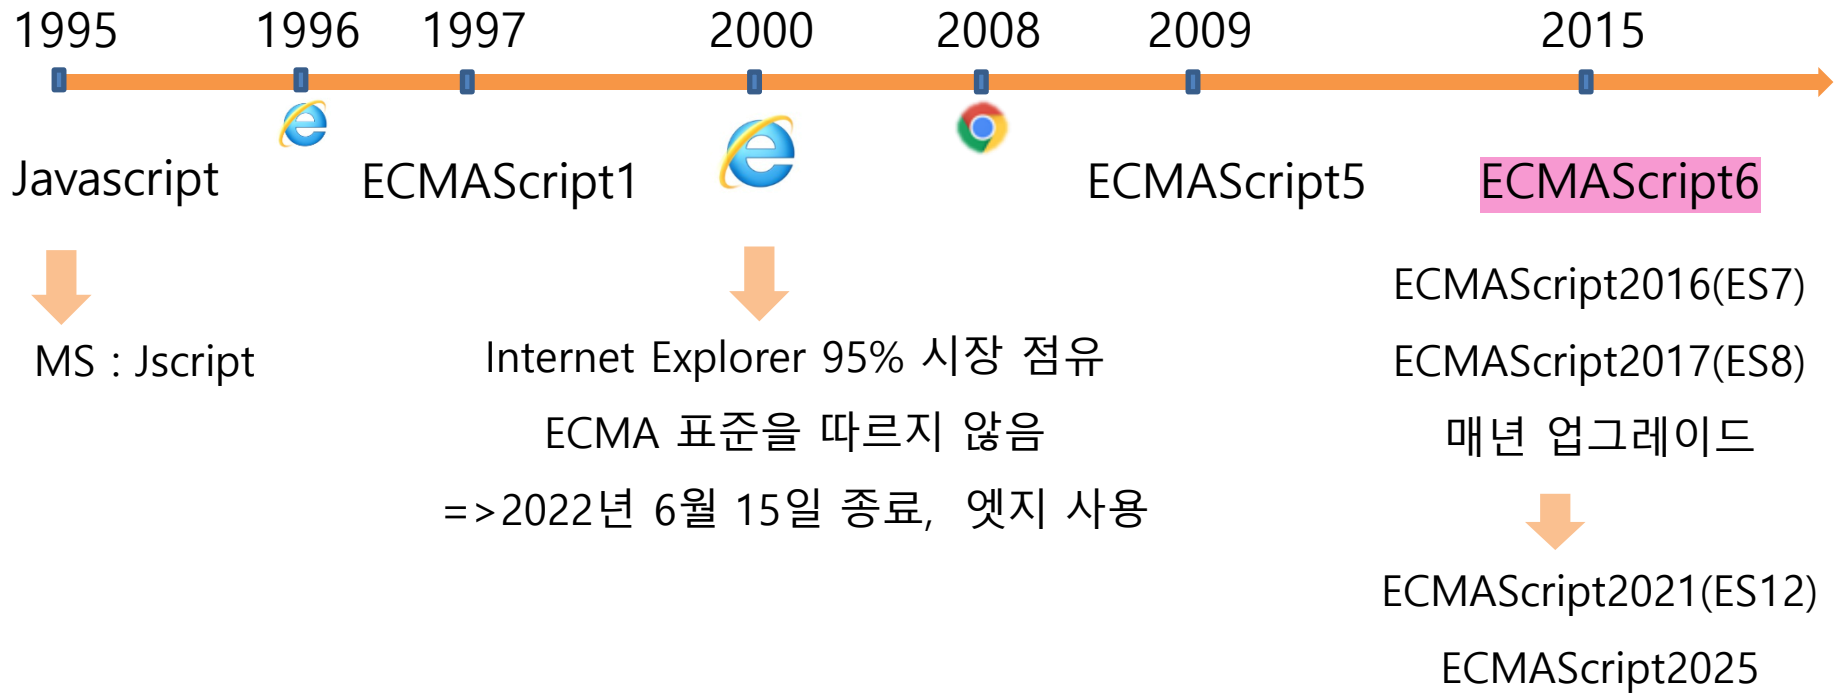 1995 1996 1997 2000 2008 2009 2015
Javascript ECMAScript1 ECMAScript5 ECMAScript6
MS : Jscript
Internet Explorer 95% 시장 점유
ECMA 표준을 따르지 않음
=>2022년 6월 15일 종료, 엣지 사용
ECMAScript2016(ES7)
ECMAScript2017(ES8)
매년 업그레이드
ECMAScript2021(ES12)
ECMAScript2025